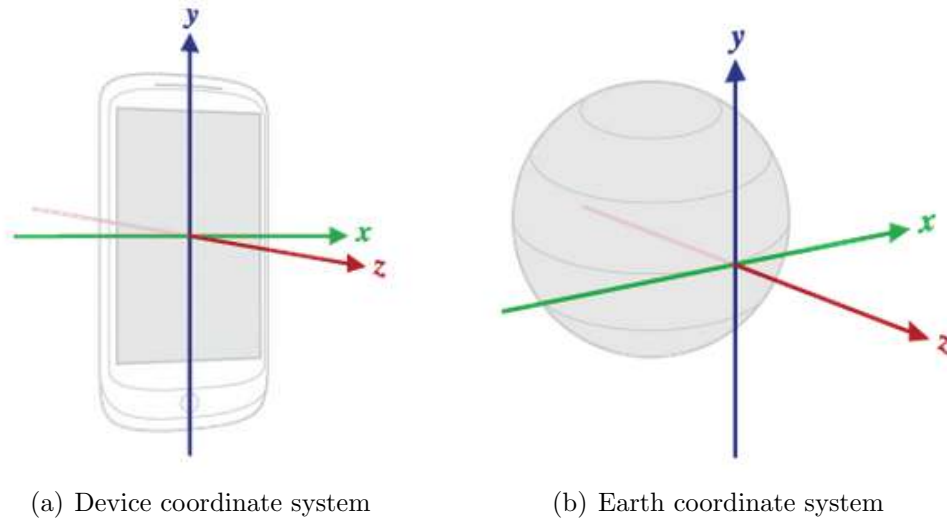 y
x
z
y
x
z
(a) Device coordinate system
(b) Earth coordinate system